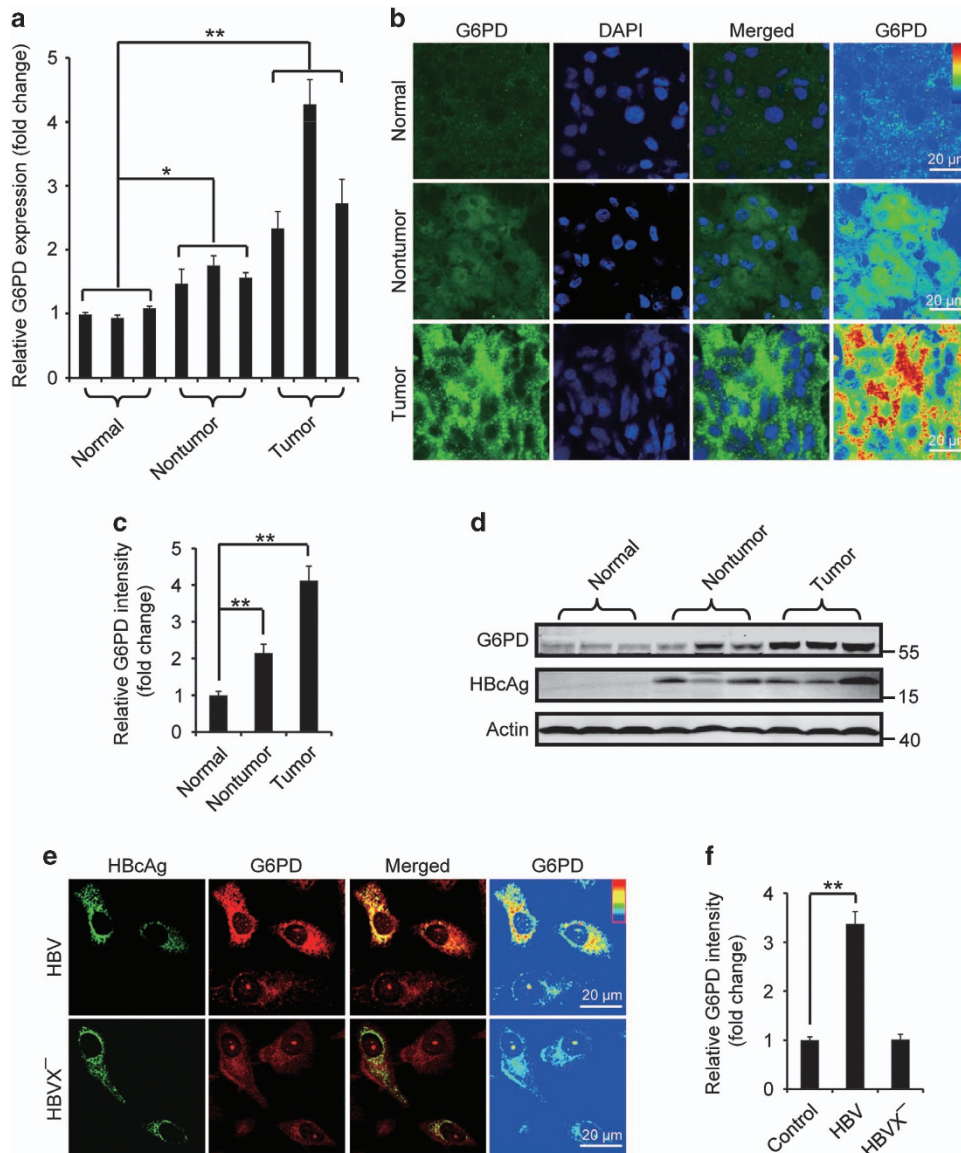 a
Relative G6PD expression (fold change)
5
4
3
2
1
0
**
*
Normal
Nontumor
Tumor
b
G6PD DAPI Merged G6PD
Normal
20 µm
Nontumor
20 µm
Tumor
20 µm
c
Relative G6PD intensity
(fold change)
5
4
3
2
1
0
**
**
Normal
Nontumor
Tumor
d
Normal
Nontumor
Tumor
G6PD
55
HBcAg
15
Actin
40
e
HBcAg G6PD Merged G6PD
HBV
20 µm
HBVX⁻
20 µm
f
Relative G6PD intensity
(fold change)
4
3
2
1
0
**
Control
HBV
HBVX⁻